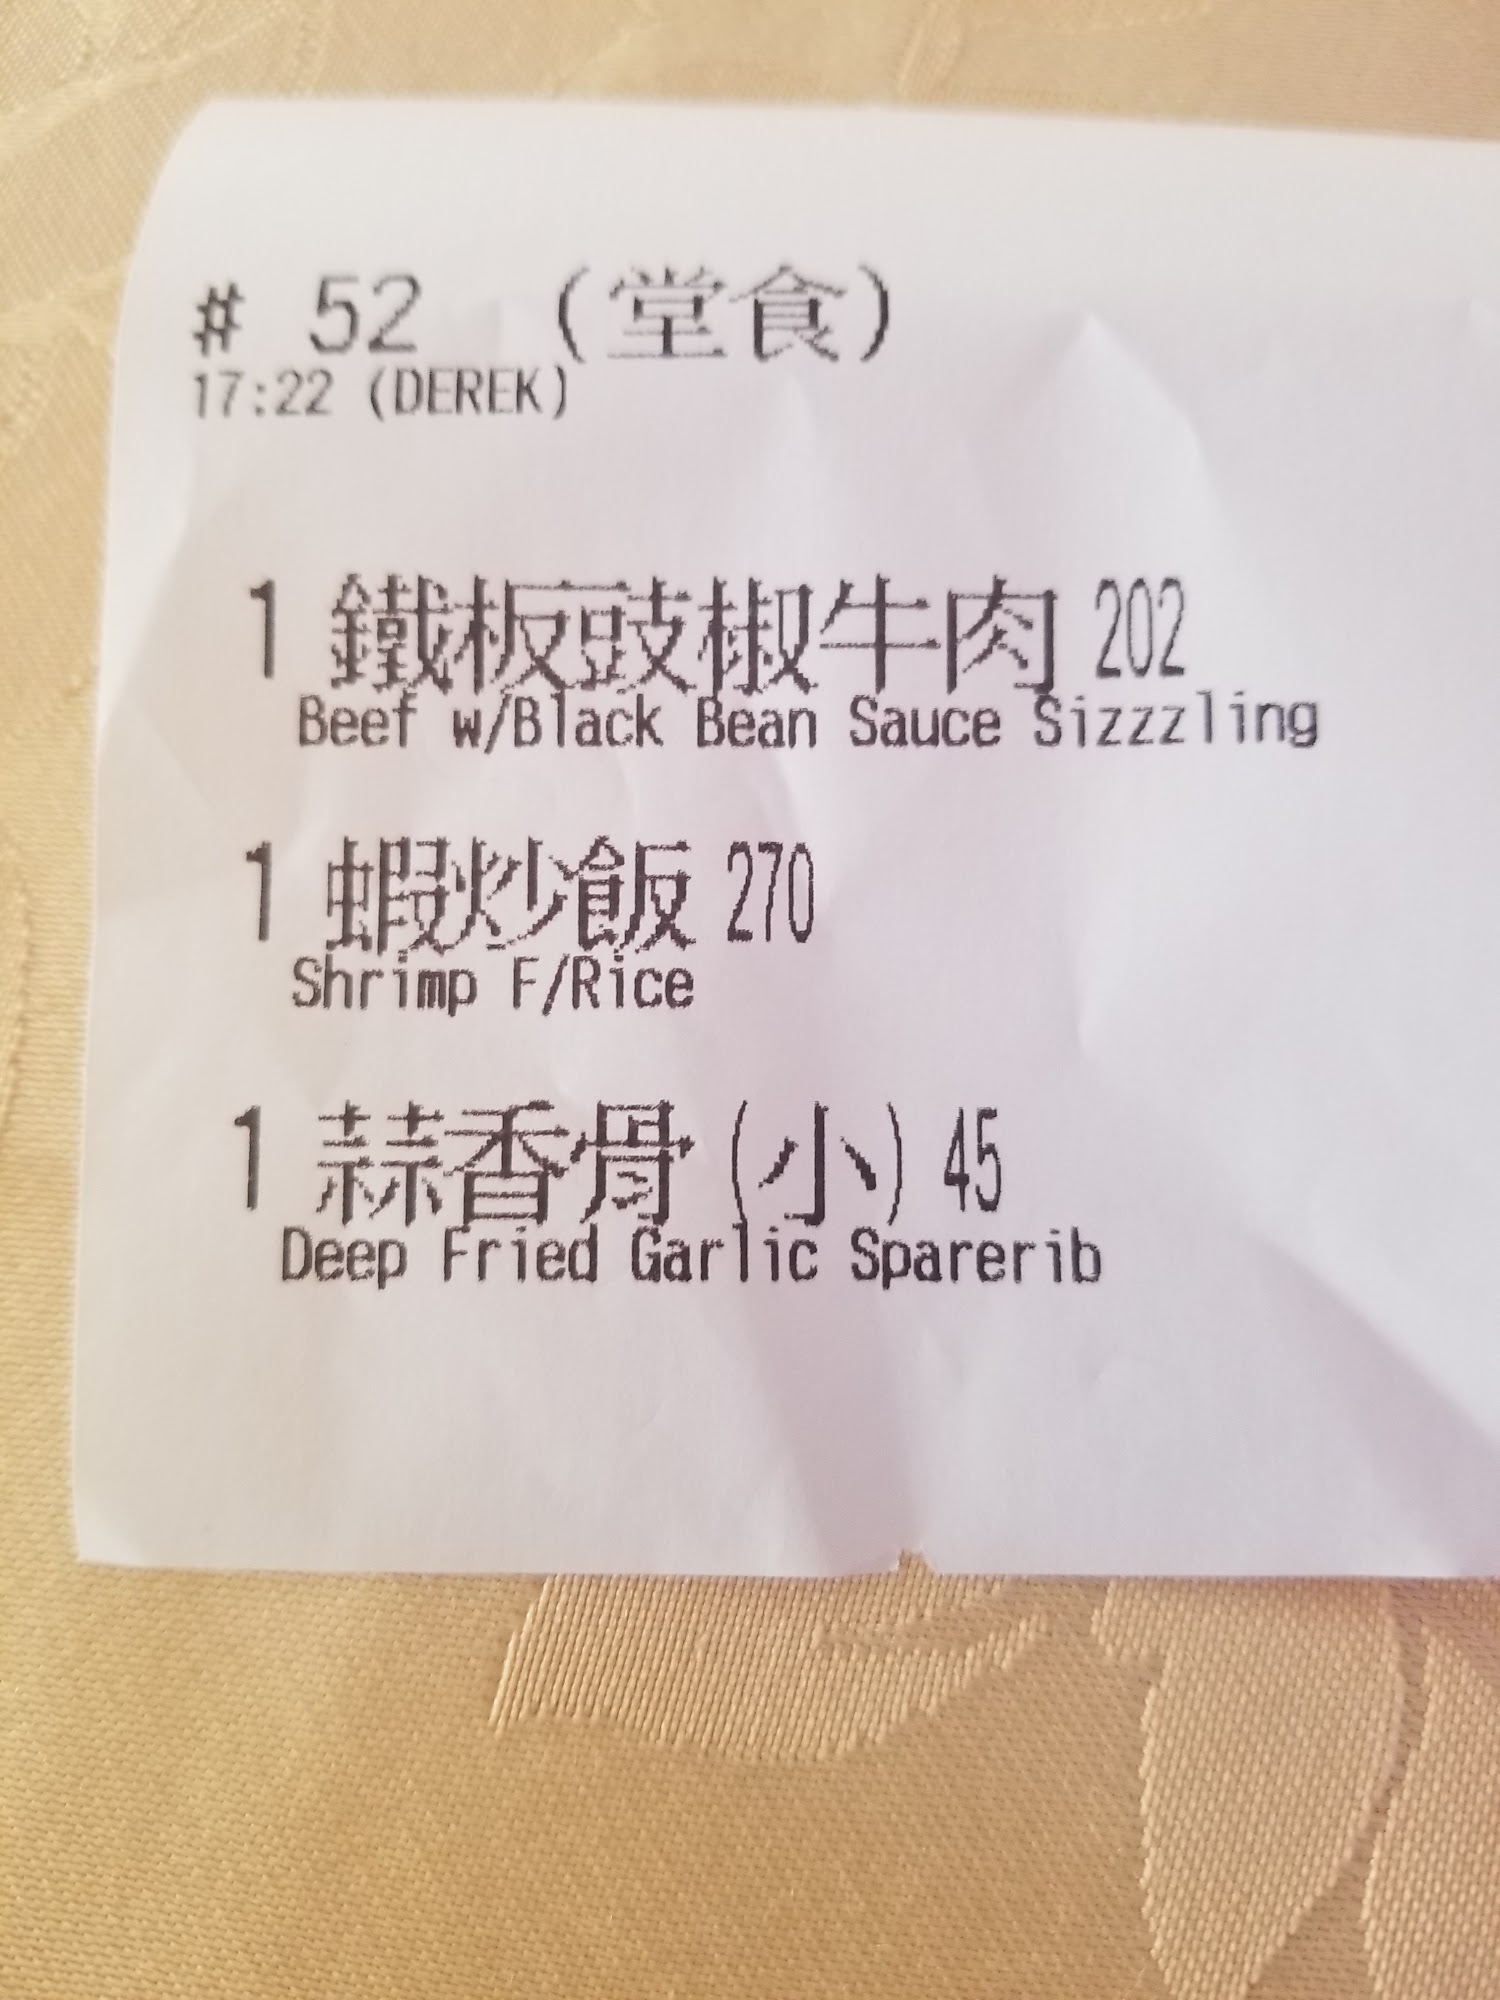 # 52 (堂食)
17:22 (DEREK)
1 鐵板豉椒牛肉 202
Beef w/Black Bean Sauce Sizzzling
1 蝦炒飯 270
Shrimp F/Rice
1 蒜香骨(小) 45
Deep Fried Garlic Sparerib